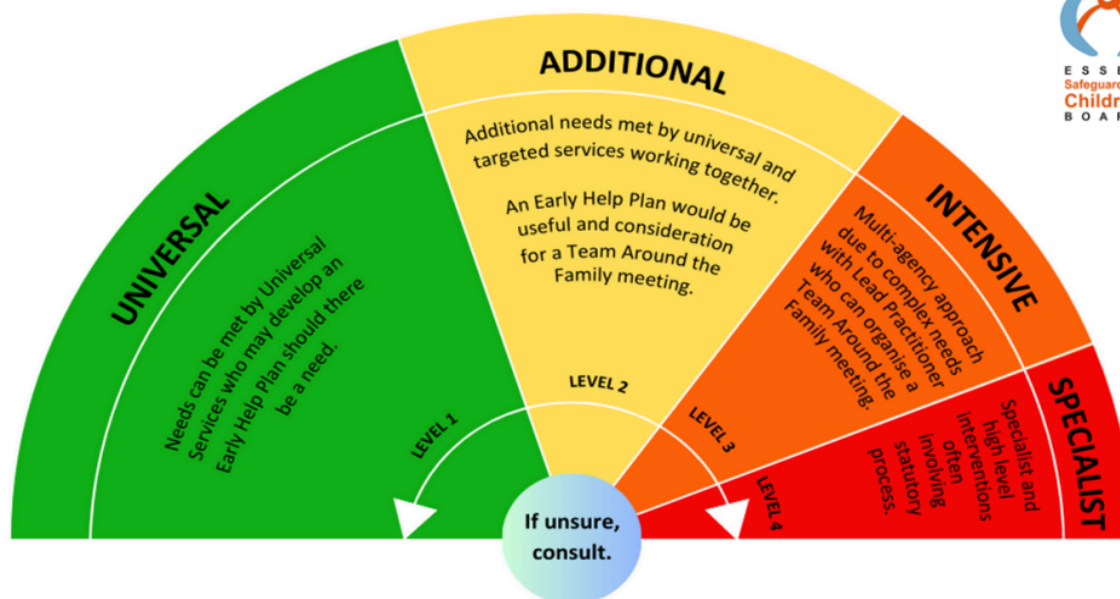 UNIVERSAL
Needs can be met by Universal
Services who may develop an
Early Help Plan should there
be a need.
LEVEL 1
ADDITIONAL
Additional needs met by universal and
targeted services working together.
An Early Help Plan would be
useful and consideration
for a Team Around the
Family meeting.
LEVEL 2
INTENSIVE
Multi-agency approach
due to complex needs
with Lead Practitioner
who can organise a
Team Around the
Family meeting.
LEVEL 3
SPECIALIST
Specialist and
high level
interventions
often
involving
statutory
process.
LEVEL 4
If unsure,
consult.